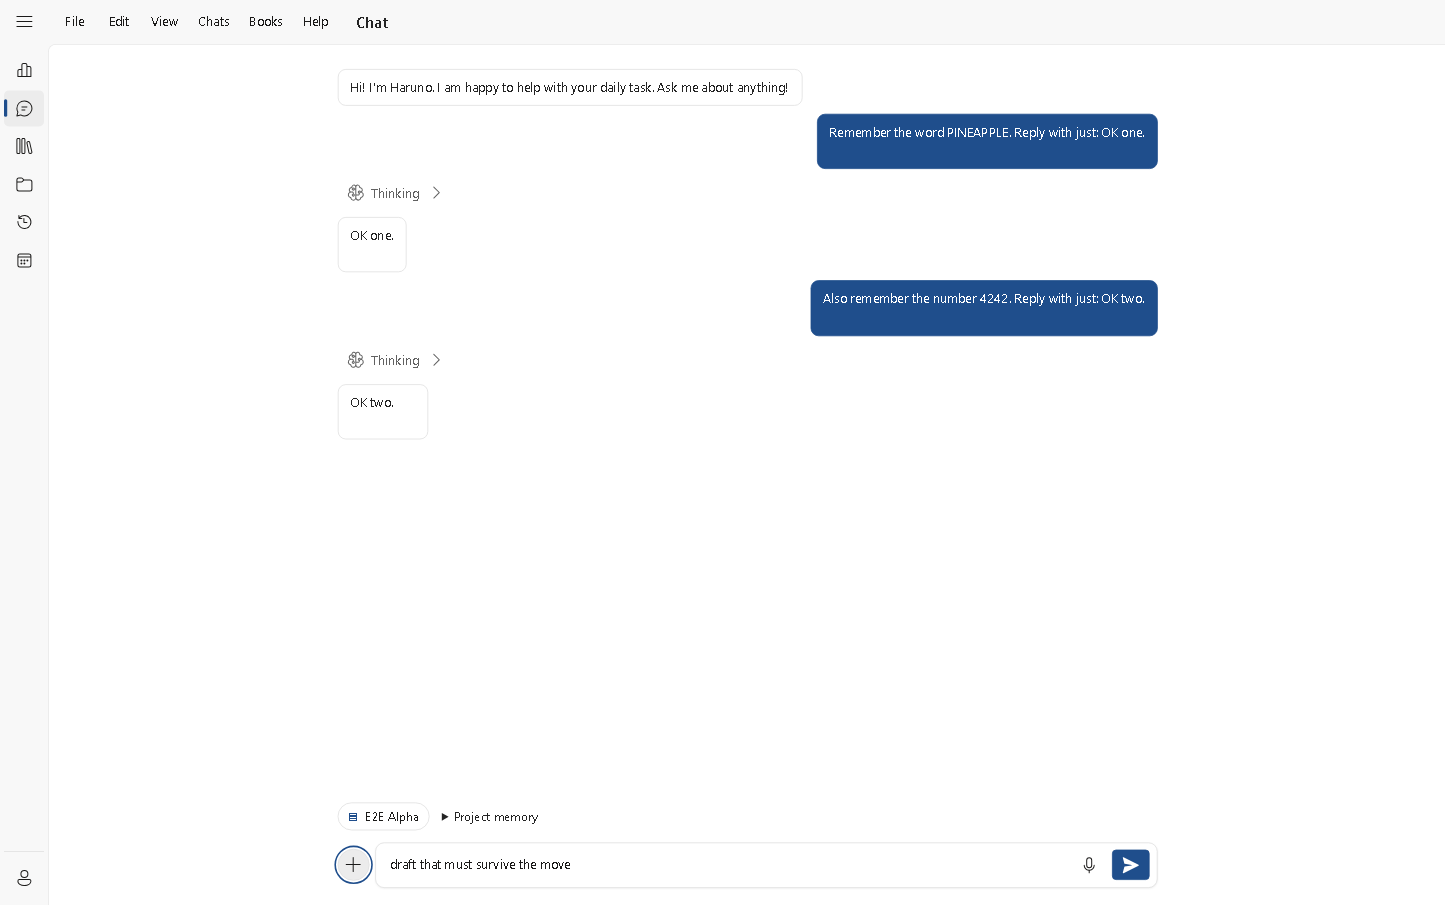 File Edit View Chats Books Help Chat
Hi! I'm Haruno. I am happy to help with your daily task. Ask me about anything!
Remember the word PINEAPPLE. Reply with just: OK one.
Thinking
OK one.
Also remember the number 4242. Reply with just: OK two.
Thinking
OK two.
E2E Alpha Project memory
draft that must survive the move